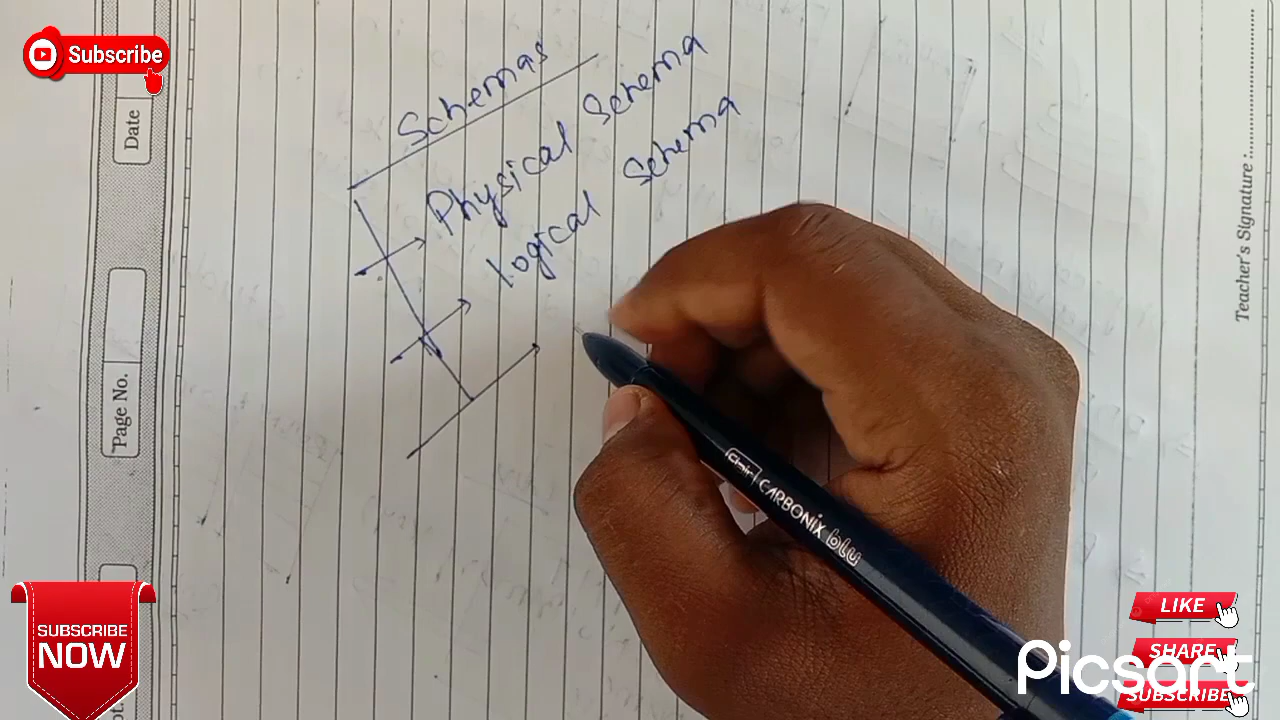 Subscribe
Date
Page No.
Schemas
Physical Schema
Logical Schema
Teacher's Signature :
Clair CARBONIX blu
SUBSCRIBE
NOW
LIKE
SHARE
SUBSCRIBE
Picsart